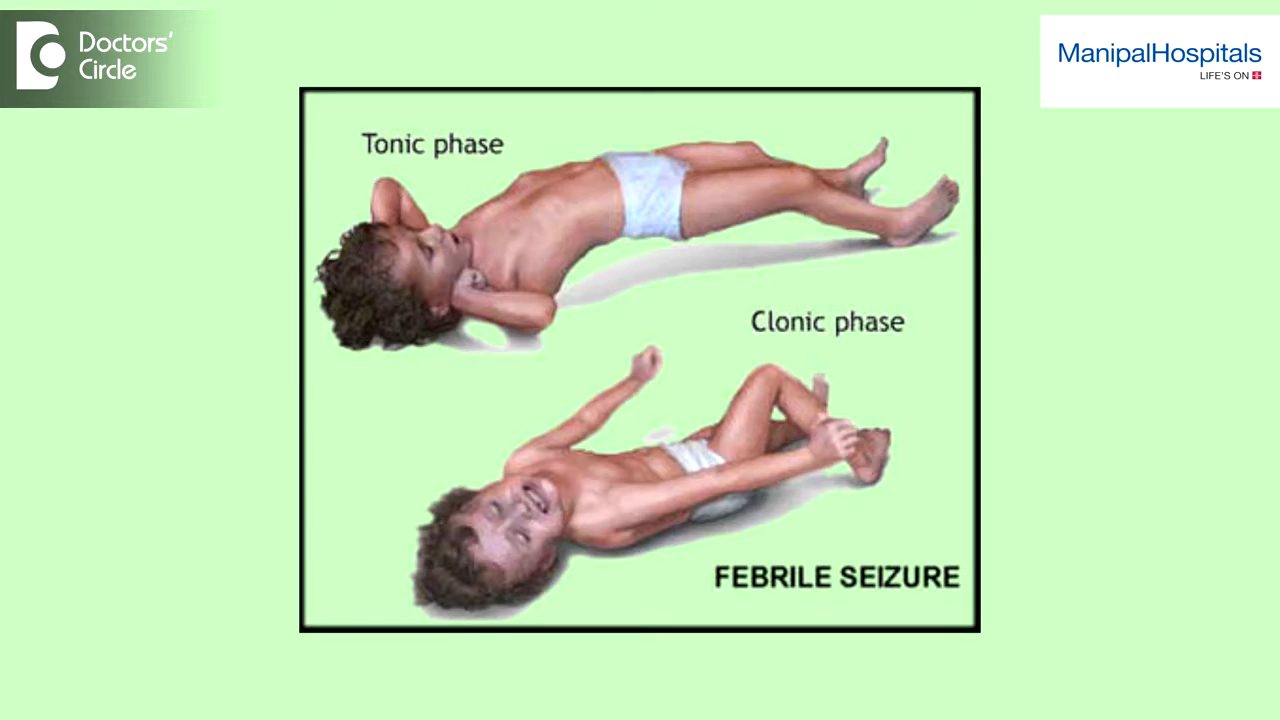 Doctors'
Circle
ManipalHospitals
LIFE'S ON
Tonic phase
Clonic phase
FEBRILE SEIZURE